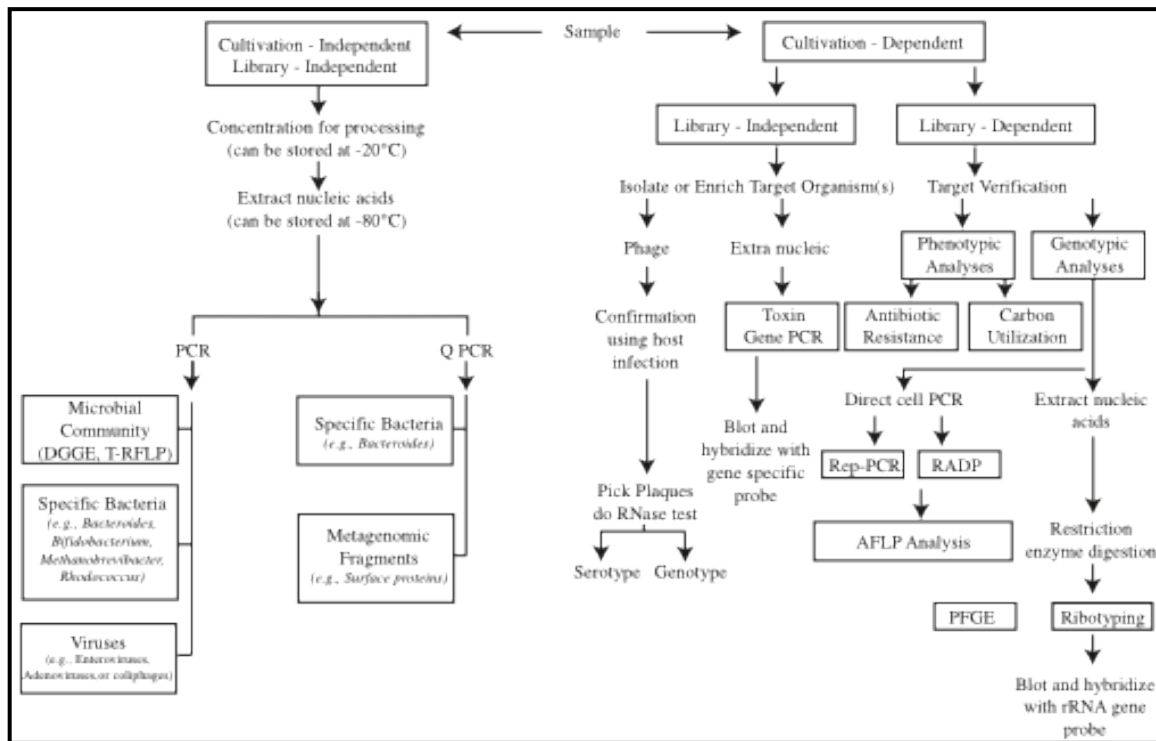 Sample
Cultivation - Independent
Library - Independent
Concentration for processing
(can be stored at -20°C)
Extract nucleic acids
(can be stored at -80°C)
PCR
Microbial
Community
(DGGE, T-RFLP)
Specific Bacteria
(e.g., Bacteroides,
Bifidobacterium,
Methanobrevibacter,
Rhodococcus)
Viruses
(e.g., Enteroviruses,
Adenoviruses, or coliphages)
Q PCR
Specific Bacteria
(e.g., Bacteroides)
Metagenomic
Fragments
(e.g., Surface proteins)
Cultivation - Dependent
Library - Independent
Isolate or Enrich Target Organism(s)
Phage
Confirmation
using host
infection
Pick Plaques
do RNase test
Serotype
Genotype
Extra nucleic
Toxin
Gene PCR
Blot and
hybridize with
gene specific
probe
Library - Dependent
Target Verification
Phenotypic
Analyses
Antibiotic
Resistance
Carbon
Utilization
Genotypic
Analyses
Direct cell PCR
Rep-PCR
RADP
AFLP Analysis
Extract nucleic
acids
Restriction
enzyme digestion
PFGE
Ribotyping
Blot and hybridize
with rRNA gene
probe